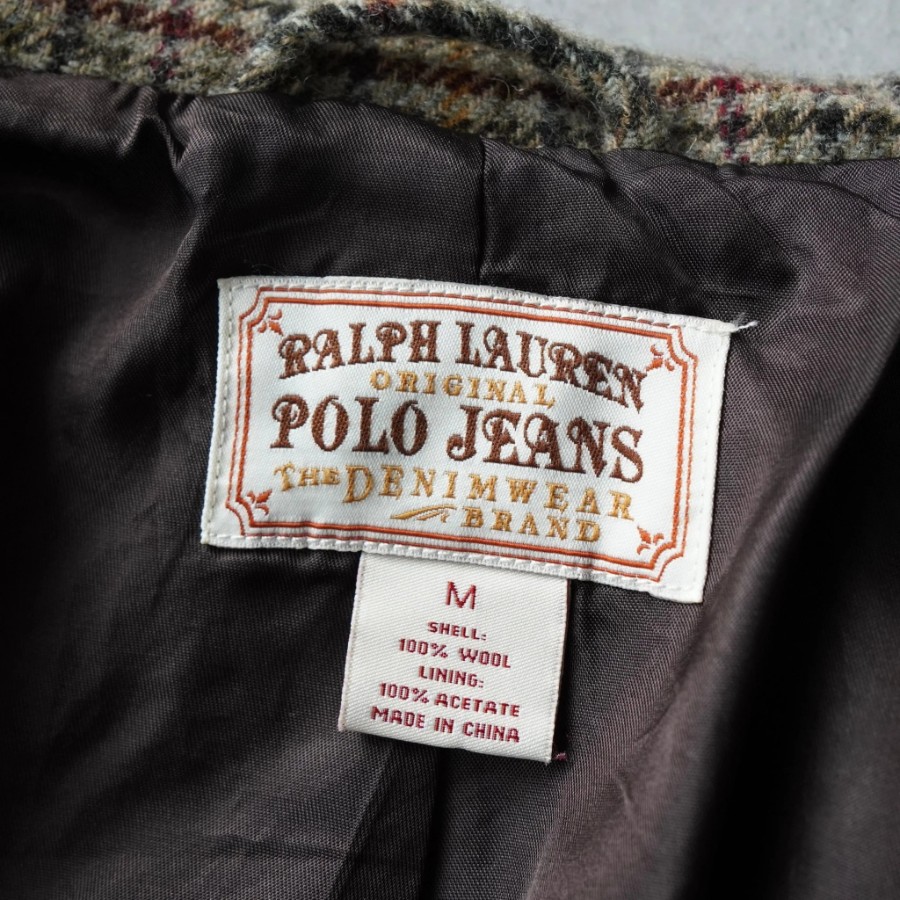 RALPH LAUREN
ORIGINAL
POLO JEANS
THE DENIMWEAR
BRAND
M
SHELL:
100% WOOL
LINING:
100% ACETATE
MADE IN CHINA